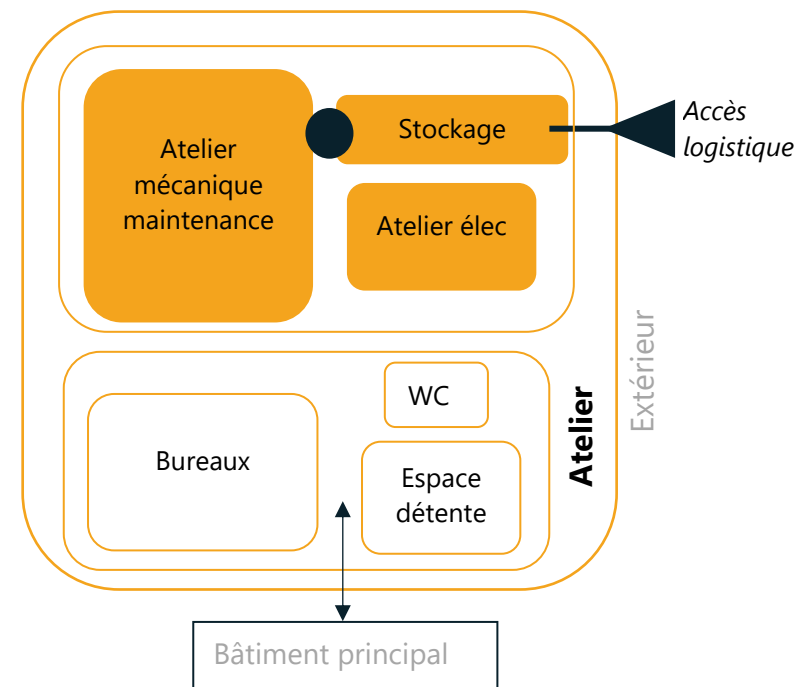 Atelier
mécanique
maintenance
Stockage
Accès
logistique
Atelier élec
WC
Bureaux
Espace
détente
Atelier
Extérieur
Bâtiment principal